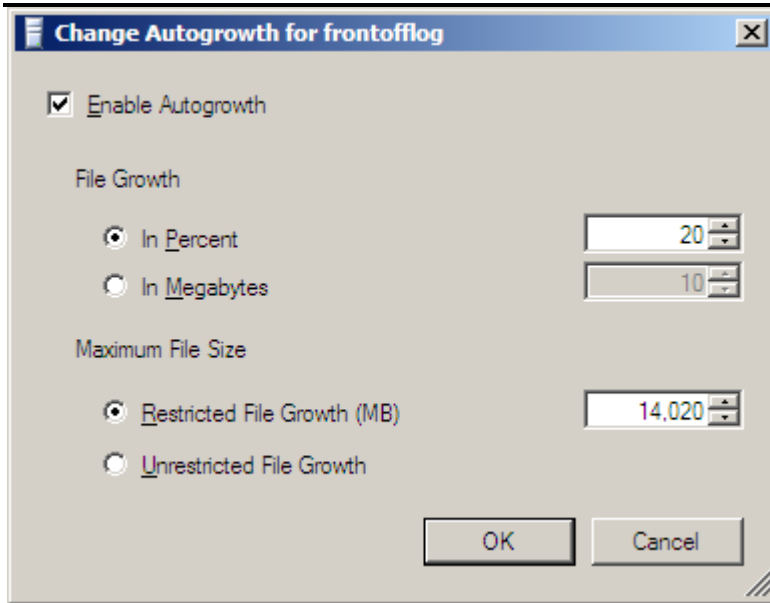 Change Autogrowth for frontofflog
Enable Autogrowth
File Growth
In Percent 20
In Megabytes 10
Maximum File Size
Restricted File Growth (MB) 14,020
Unrestricted File Growth
OK Cancel